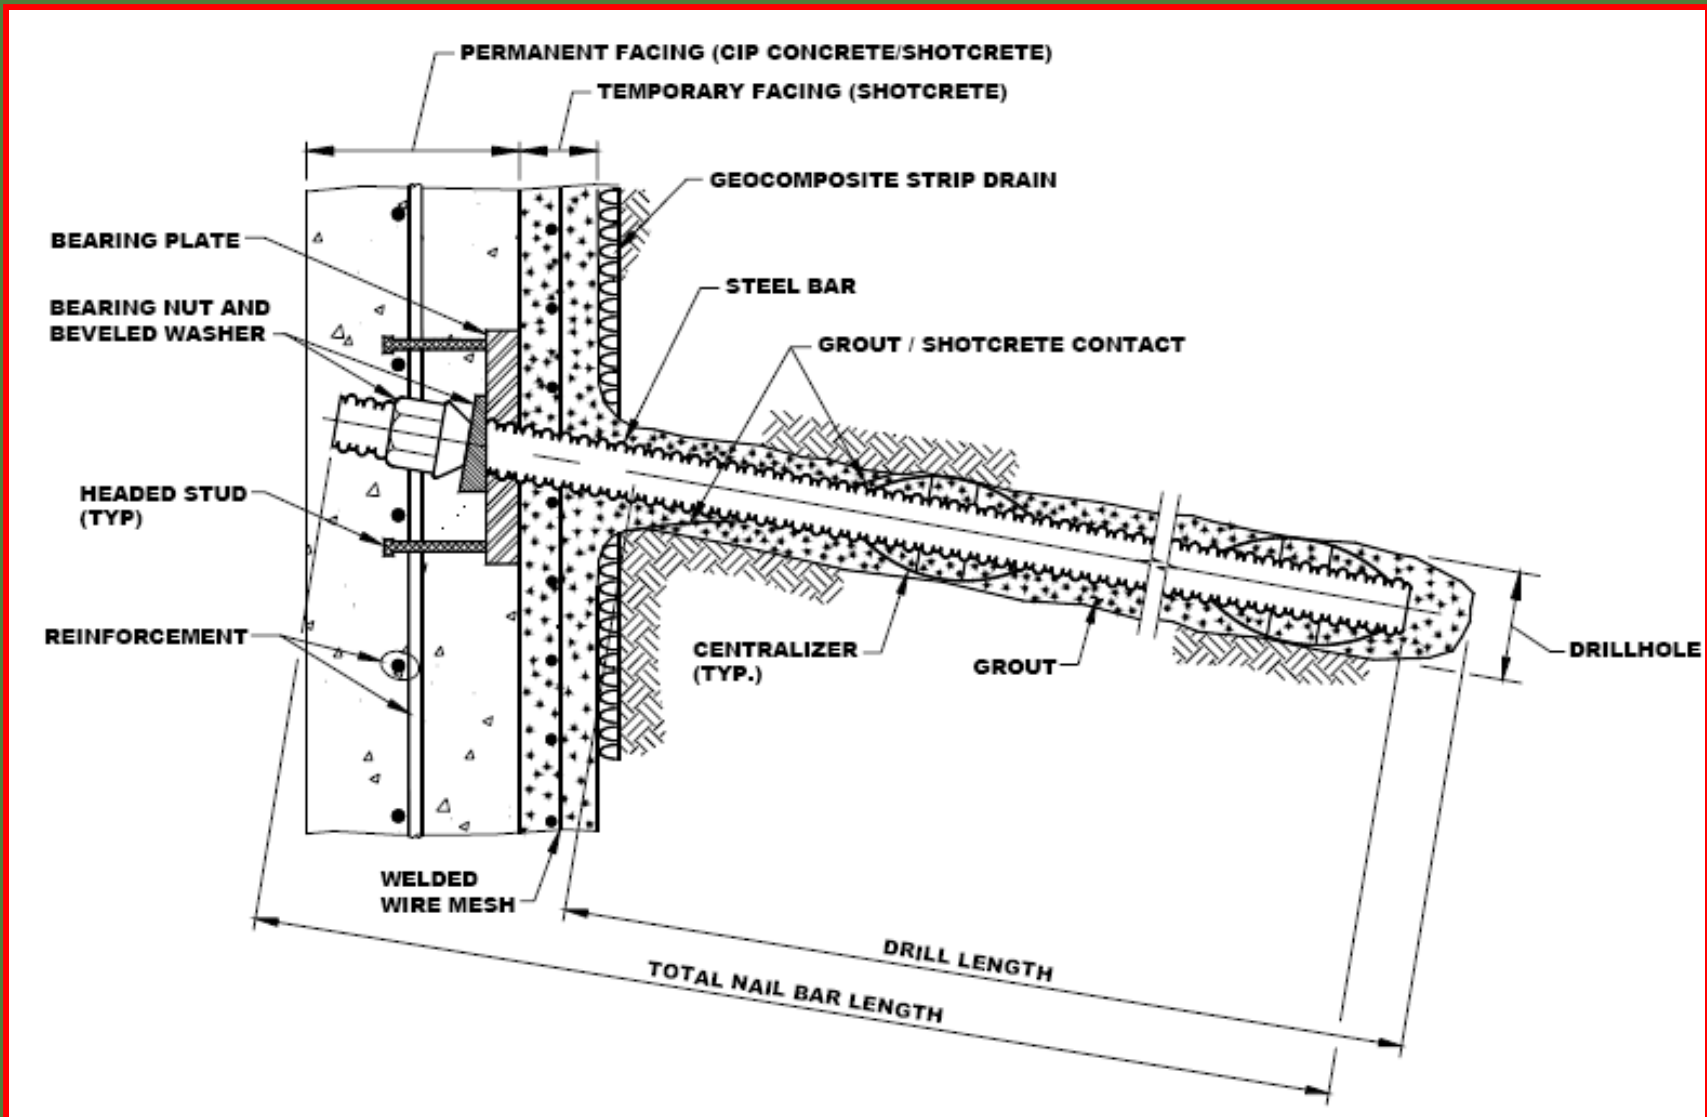 PERMANENT FACING (CIP CONCRETE/SHOTCRETE)
TEMPORARY FACING (SHOTCRETE)
GEOCOMPOSITE STRIP DRAIN
BEARING PLATE
STEEL BAR
BEARING NUT AND
BEVELED WASHER
GROUT / SHOTCRETE CONTACT
HEADED STUD
(TYP)
REINFORCEMENT
CENTRALIZER
(TYP.)
GROUT
DRILLHOLE
WELDED
WIRE MESH
DRILL LENGTH
TOTAL NAIL BAR LENGTH